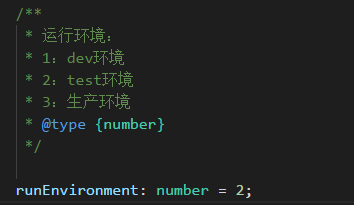 /**
 * 运行环境：
 * 1：dev环境
 * 2：test环境
 * 3：生产环境
 * @type {number}
 */
runEnvironment: number = 2;